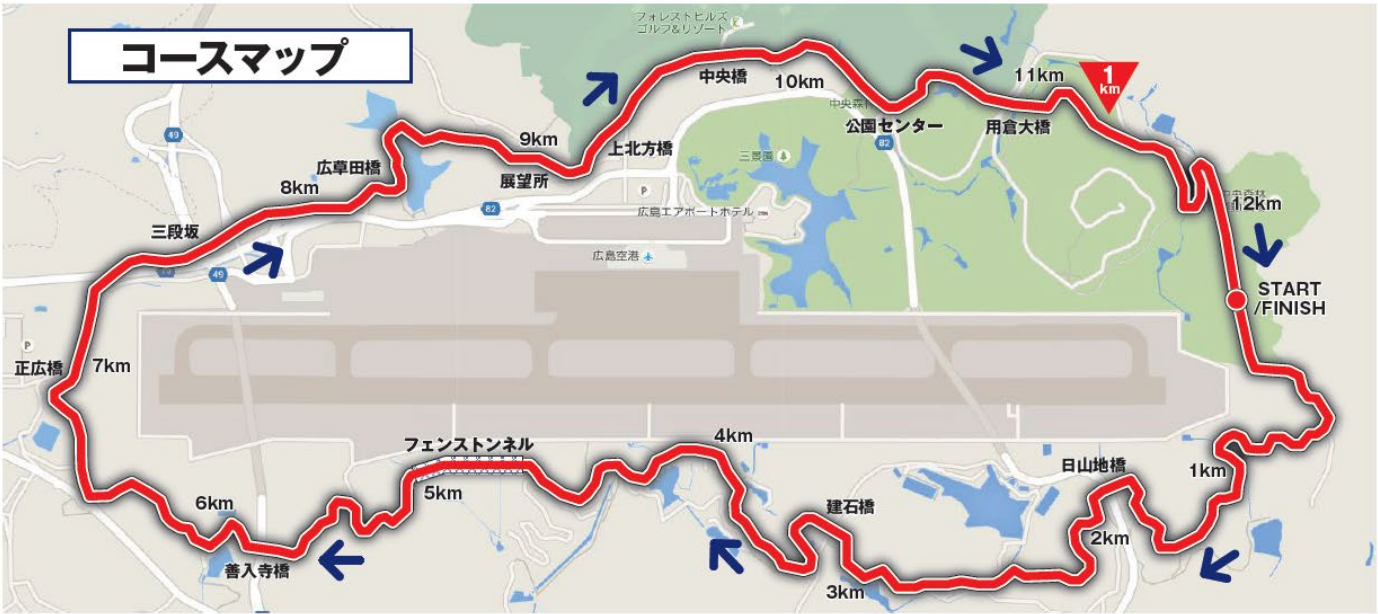 コースマップ
フォレストヒルズ
ゴルフ&リゾート
中央橋
10km
11km
1
km
中央森
公園センター
用倉大橋
49
9km
上北方橋
広草田橋
展望所
三景園
82
8km
P
82
広島エアポートホテル
12km
三段坂
広島空港
49
START
/FINISH
P
7km
正広橋
フェンストンネル
4km
日山地橋
1km
5km
6km
建石橋
2km
善入寺橋
3km